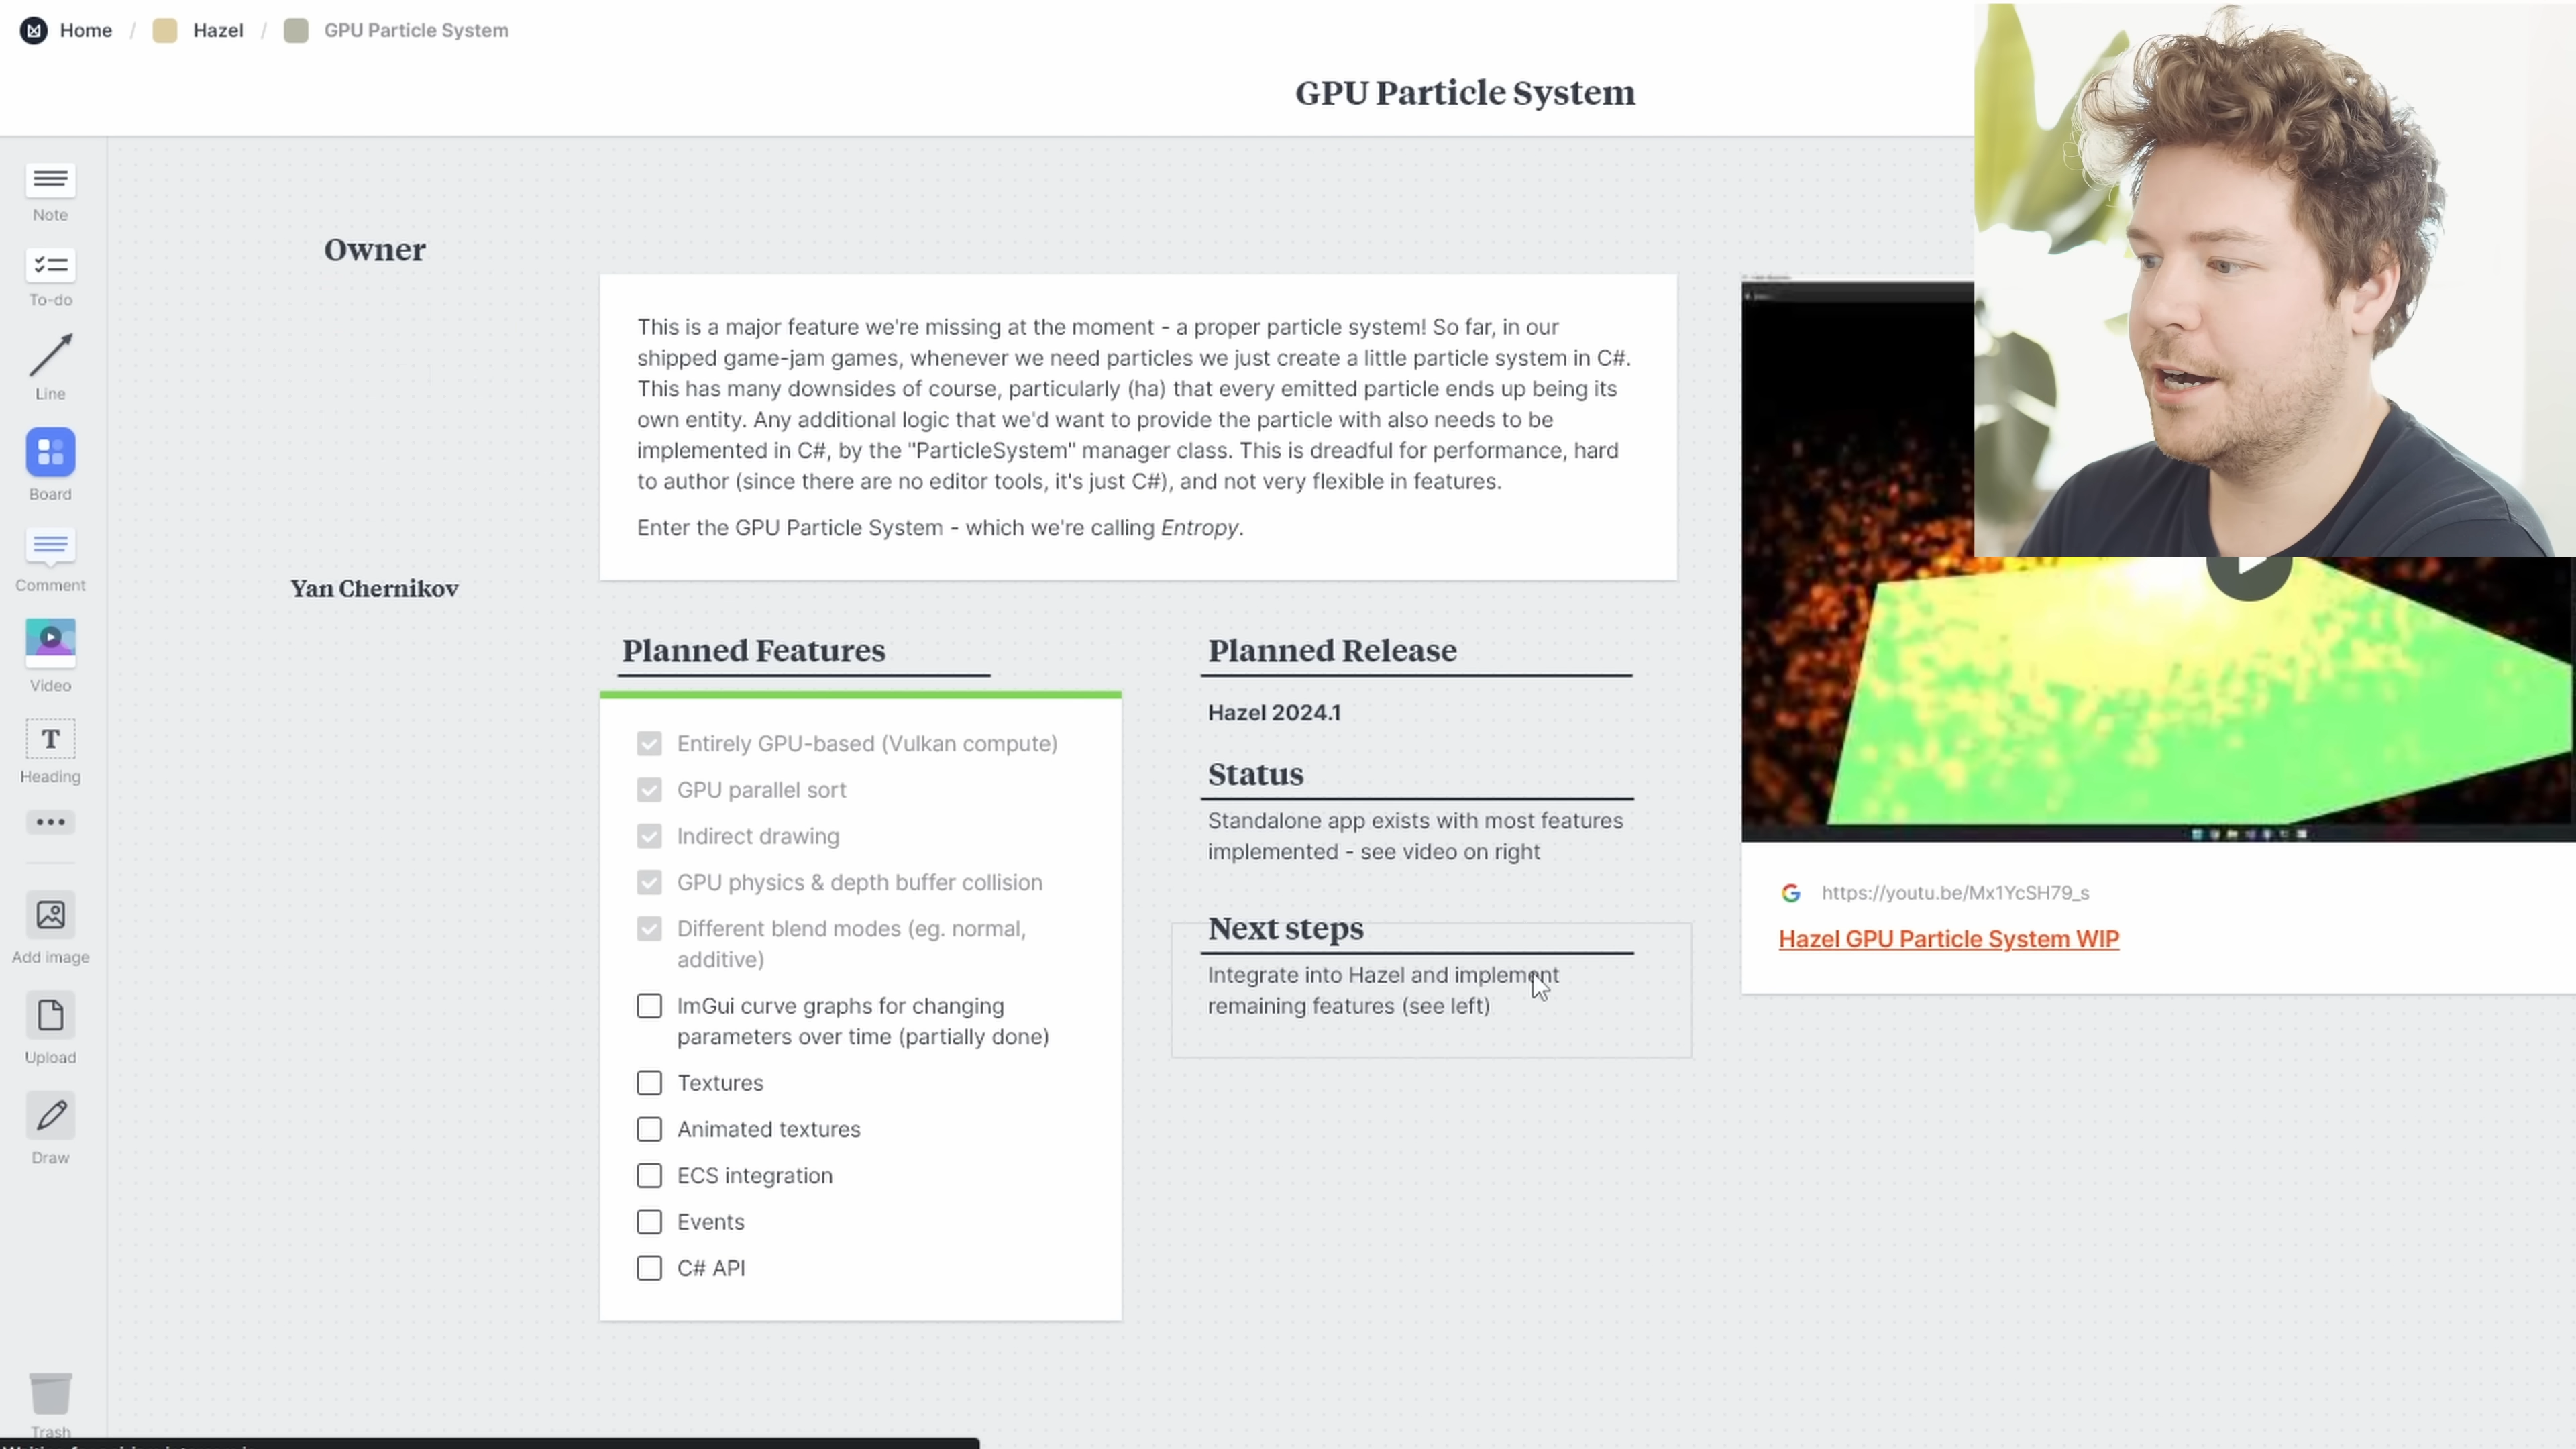 Home / Hazel / GPU Particle System
GPU Particle System
Note
To-do
Line
Board
Comment
Video
T
Heading
Add image
Upload
Draw
Trash
Owner
Yan Chernikov
This is a major feature we're missing at the moment - a proper particle system! So far, in our
shipped game-jam games, whenever we need particles we just create a little particle system in C#.
This has many downsides of course, particularly (ha) that every emitted particle ends up being its
own entity. Any additional logic that we'd want to provide the particle with also needs to be
implemented in C#, by the "ParticleSystem" manager class. This is dreadful for performance, hard
to author (since there are no editor tools, it's just C#), and not very flexible in features.
Enter the GPU Particle System - which we're calling Entropy.
Planned Features
Entirely GPU-based (Vulkan compute)
GPU parallel sort
Indirect drawing
GPU physics & depth buffer collision
Different blend modes (eg. normal,
additive)
ImGui curve graphs for changing
parameters over time (partially done)
Textures
Animated textures
ECS integration
Events
C# API
Planned Release
Hazel 2024.1
Status
Standalone app exists with most features
implemented - see video on right
Next steps
Integrate into Hazel and implement
remaining features (see left)
https://youtu.be/Mx1YcSH79_s
Hazel GPU Particle System WIP